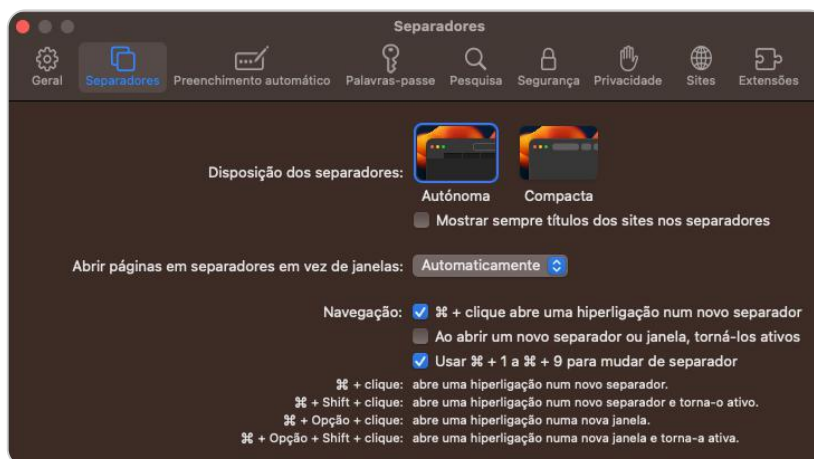 Separadores
Geral Separadores Preenchimento automático Palavras-passe Pesquisa Segurança Privacidade Sites Extensões
Disposição dos separadores:
Autónoma Compacta
Mostrar sempre títulos dos sites nos separadores
Abrir páginas em separadores em vez de janelas: Automaticamente
Navegação: ⌘ + clique abre uma hiperligação num novo separador
Ao abrir um novo separador ou janela, torná-los ativos
Usar ⌘ + 1 a ⌘ + 9 para mudar de separador
⌘ + clique: abre uma hiperligação num novo separador.
⌘ + Shift + clique: abre uma hiperligação num novo separador e torna-o ativo.
⌘ + Opção + clique: abre uma hiperligação numa nova janela.
⌘ + Opção + Shift + clique: abre uma hiperligação numa nova janela e torna-a ativa.